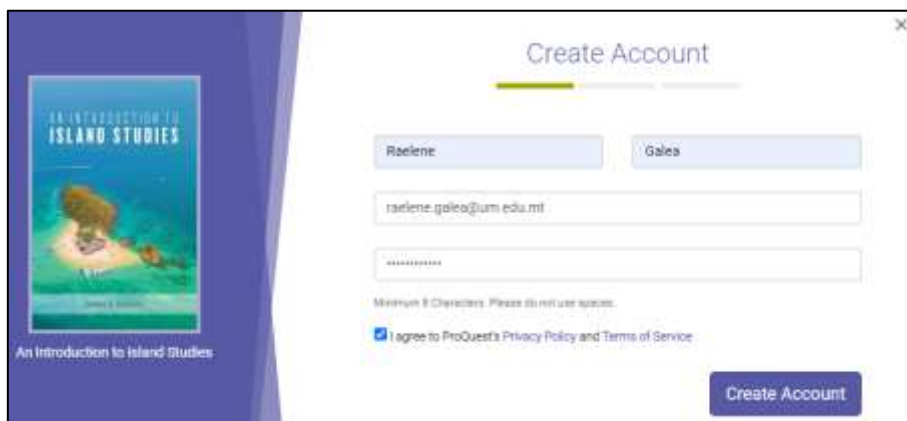 ×
Create Account
AN INTRODUCTION TO
ISLAND STUDIES
Raelene Galea
raelene.galea@um.edu.mt
••••••••••••
Minimum 8 Characters. Please do not use spaces.
I agree to ProQuest's Privacy Policy and Terms of Service
An Introduction to Island Studies
Create Account